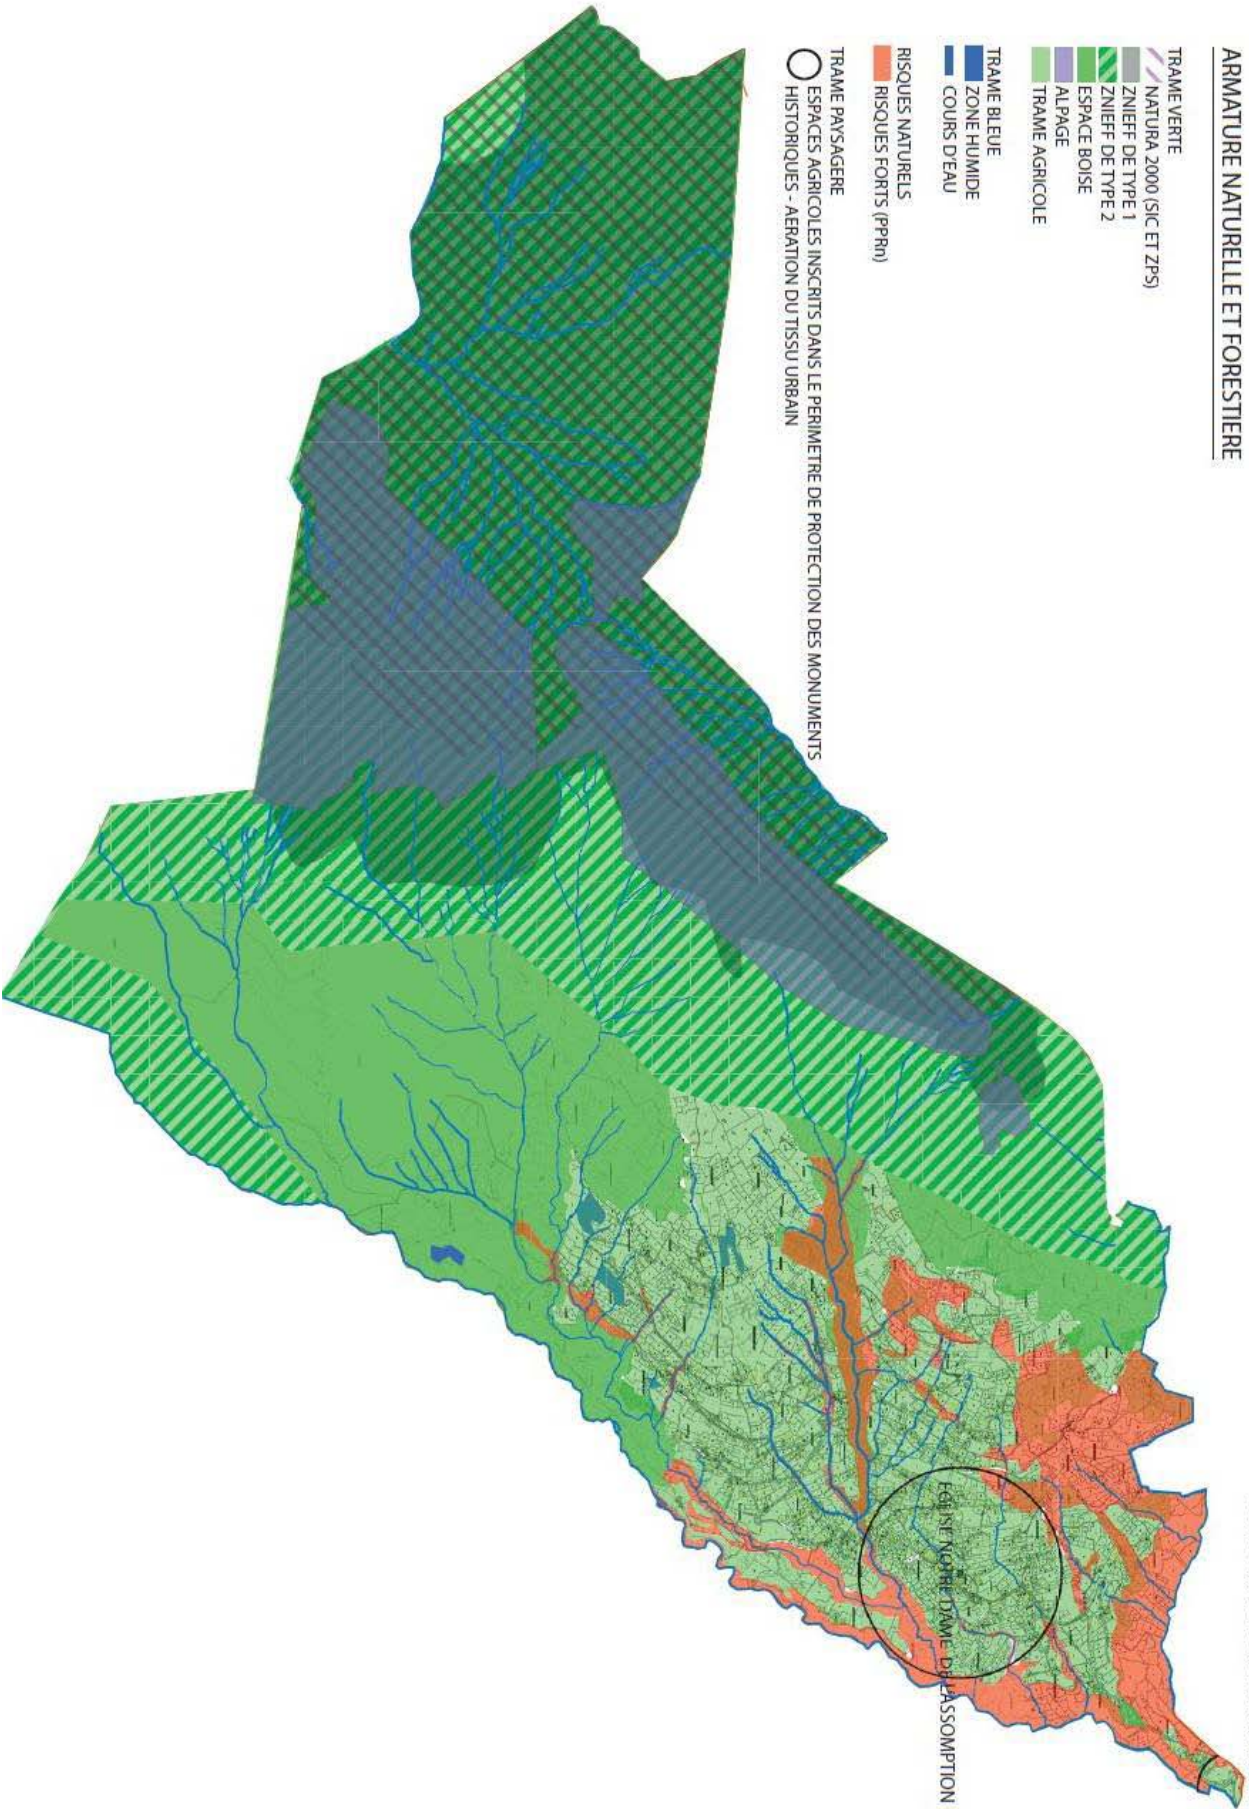 ARMATURE NATURELLE ET FORESTIERE
TRAME VERTE
NATURA 2000 (SIC ET ZPS)
ZNIEFF DE TYPE 1
ZNIEFF DE TYPE 2
ESPACE BOISE
ALPAGE
TRAME AGRICOLE
TRAME BLEUE
ZONE HUMIDE
COURS D'EAU
RISQUES NATURELS
RISQUES FORTS (PPRn)
TRAME PAYSAGERE
ESPACES AGRICOLES INSCRITS DANS LE PERIMETRE DE PROTECTION DES MONUMENTS
HISTORIQUES - AERATION DU TISSU URBAIN
EGLISE NOTRE DAME DE L'ASSOMPTION